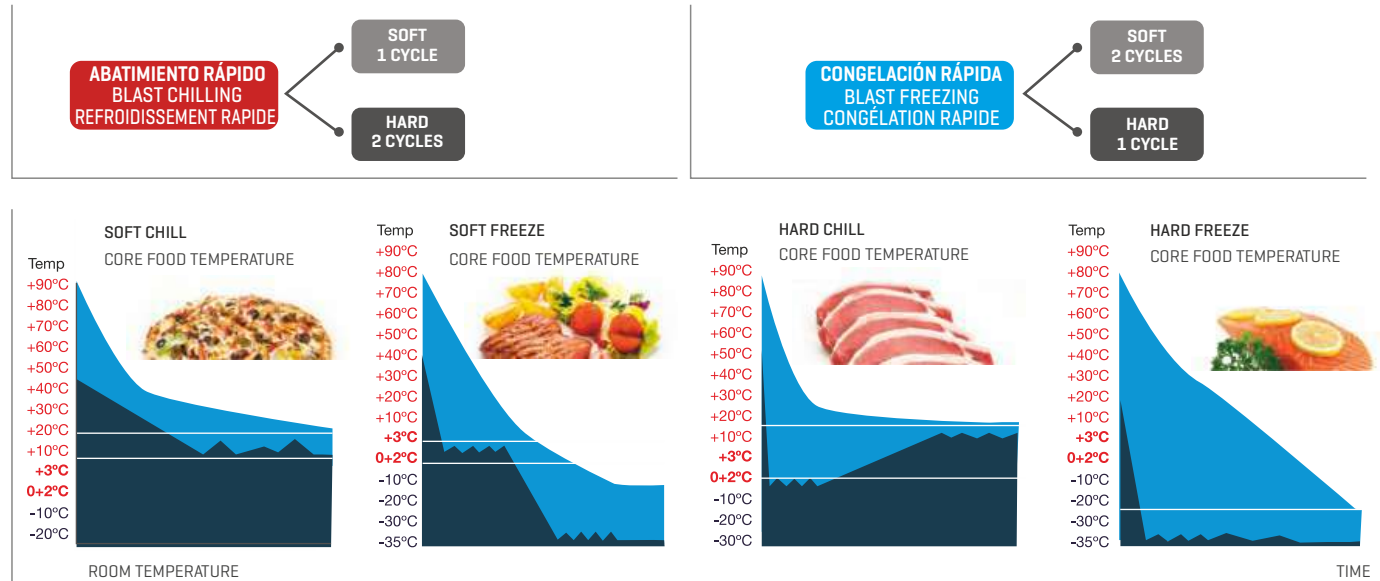 ABATIMIENTO RÁPIDO
BLAST CHILLING
REFROIDISSEMENT RAPIDE
SOFT
1 CYCLE
HARD
2 CYCLES
CONGELACIÓN RÁPIDA
BLAST FREEZING
CONGÉLATION RAPIDE
SOFT
2 CYCLES
HARD
1 CYCLE
SOFT CHILL
CORE FOOD TEMPERATURE
Temp
+90ºC
+80ºC
+70ºC
+60ºC
+50ºC
+40ºC
+30ºC
+20ºC
+10ºC
+3ºC
0+2ºC
-10ºC
-20ºC
SOFT FREEZE
CORE FOOD TEMPERATURE
Temp
+90ºC
+80ºC
+70ºC
+60ºC
+50ºC
+40ºC
+30ºC
+20ºC
+10ºC
+3ºC
0+2ºC
-10ºC
-20ºC
-30ºC
-35ºC
HARD CHILL
CORE FOOD TEMPERATURE
Temp
+90ºC
+80ºC
+70ºC
+60ºC
+50ºC
+40ºC
+30ºC
+20ºC
+10ºC
+3ºC
0+2ºC
-10ºC
-20ºC
-30ºC
HARD FREEZE
CORE FOOD TEMPERATURE
Temp
+90ºC
+80ºC
+70ºC
+60ºC
+50ºC
+40ºC
+30ºC
+20ºC
+10ºC
+3ºC
0+2ºC
-10ºC
-20ºC
-30ºC
-35ºC
ROOM TEMPERATURE
TIME